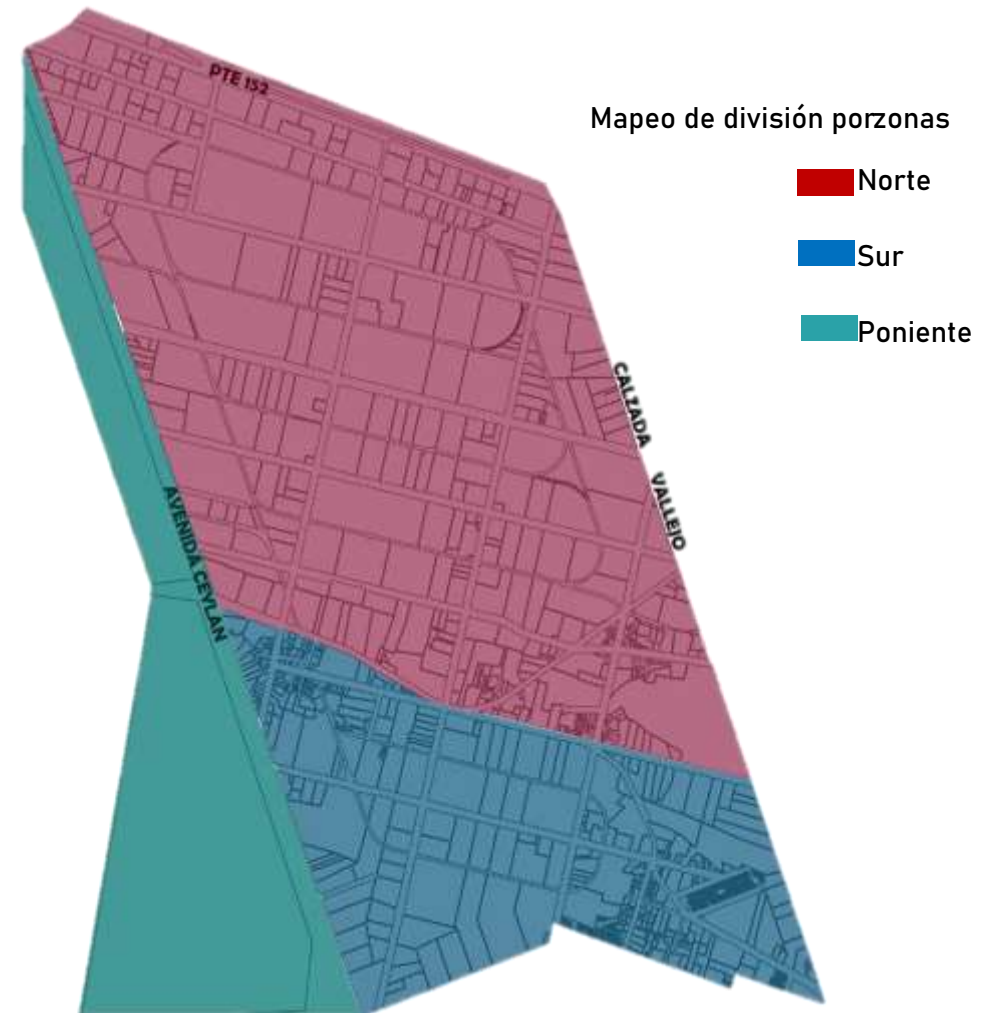 PTE 152
Mapeo de división porzonas
Norte
Sur
Poniente
CALZADA VALLEJO
AVENIDA CEYLAN